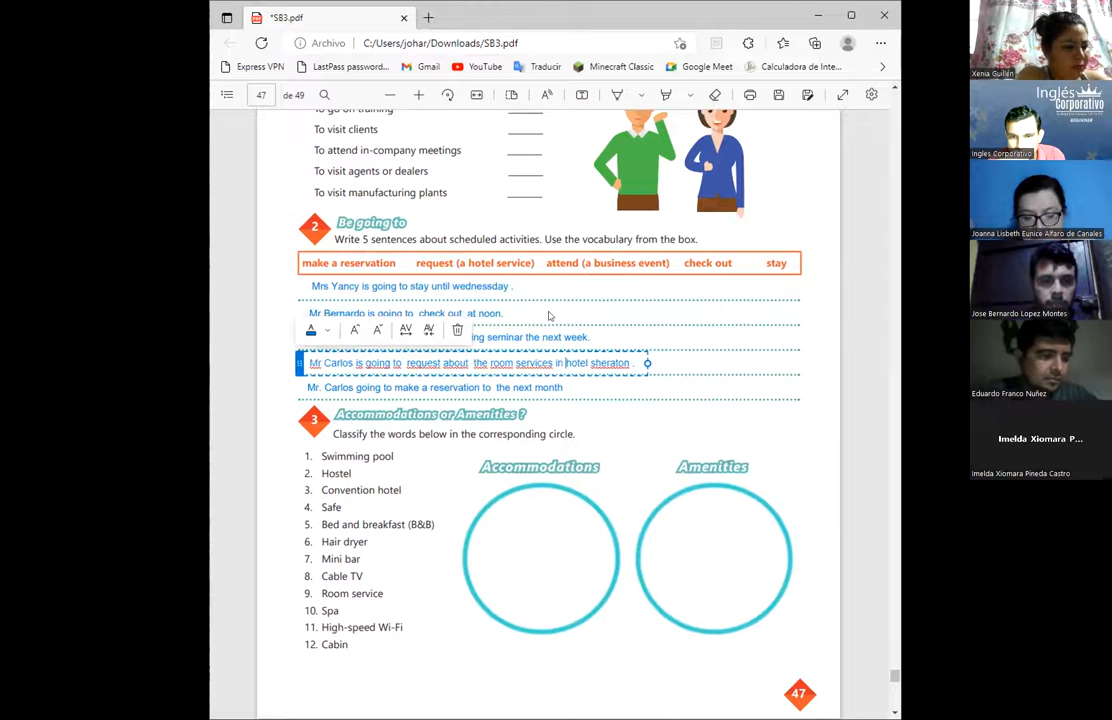 *SB3.pdf
Archivo C:/Users/johar/Downloads/SB3.pdf
Express VPN LastPass password... Gmail YouTube Traducir Minecraft Classic Google Meet Calculadora de Inte...
47 de 49
To go on training
To visit clients
To attend in-company meetings
To visit agents or dealers
To visit manufacturing plants
2 Be going to
Write 5 sentences about scheduled activities. Use the vocabulary from the box.
make a reservation request (a hotel service) attend (a business event) check out stay
Mrs Yancy is going to stay until wednesday .
Mr Bernardo is going to check out at noon.
ing seminar the next week.
Mr Carlos is going to request about the room services in hotel sheraton .
Mr. Carlos going to make a reservation to the next month
3 Accommodations or Amenities ?
Classify the words below in the corresponding circle.
1. Swimming pool
2. Hostel
3. Convention hotel
4. Safe
5. Bed and breakfast (B&B)
6. Hair dryer
7. Mini bar
8. Cable TV
9. Room service
10. Spa
11. High-speed Wi-Fi
12. Cabin
Accommodations Amenities
47
Xenia Guillén
Inglés Corporativo
BEGINNER
Ingles Corporativo
Joanna Lisbeth Eunice Alfaro de Canales
Jose Bernardo Lopez Montes
Eduardo Franco Nuñez
Imelda Xiomara P...
Imelda Xiomara Pineda Castro